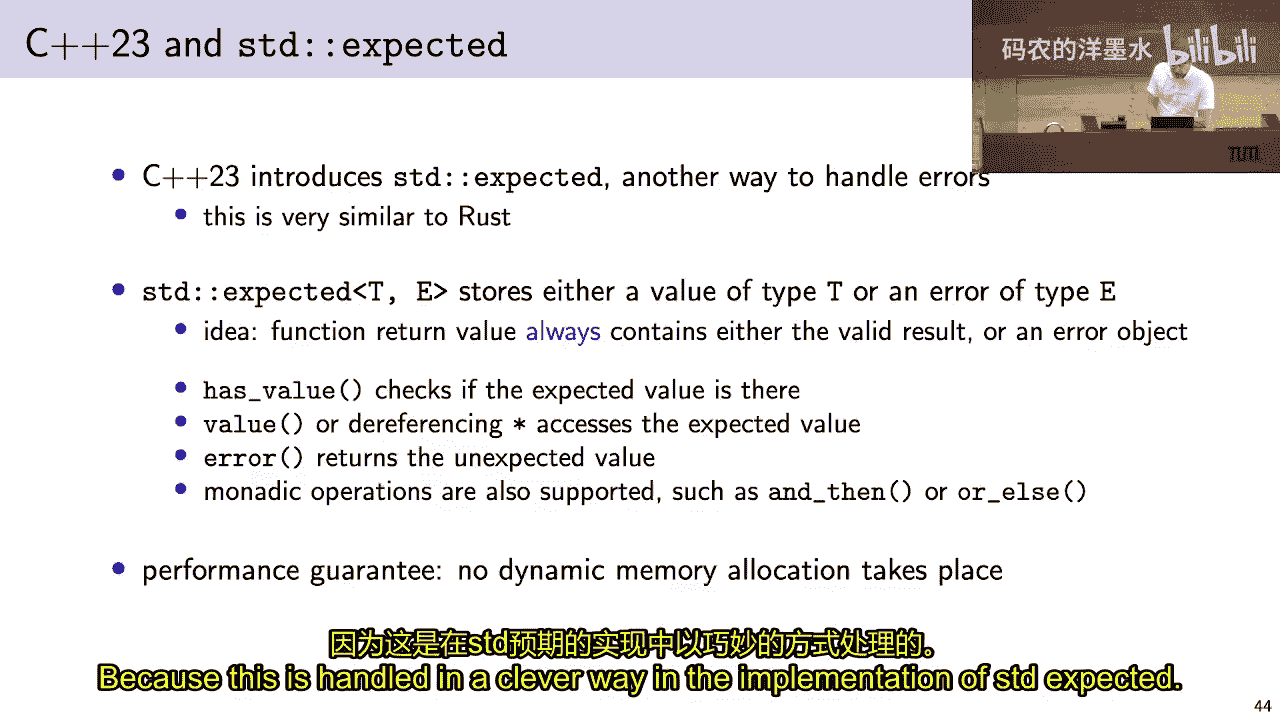 C++23 and std::expected
码农的洋墨水 bilibili
TUM
• C++23 introduces std::expected, another way to handle errors
• this is very similar to Rust
• std::expected<T, E> stores either a value of type T or an error of type E
• idea: function return value always contains either the valid result, or an error object
• has_value() checks if the expected value is there
• value() or dereferencing * accesses the expected value
• error() returns the unexpected value
• monadic operations are also supported, such as and_then() or or_else()
• performance guarantee: no dynamic memory allocation takes place
因为这是在std预期的实现中以巧妙的方式处理的。
Because this is handled in a clever way in the implementation of std expected.
44